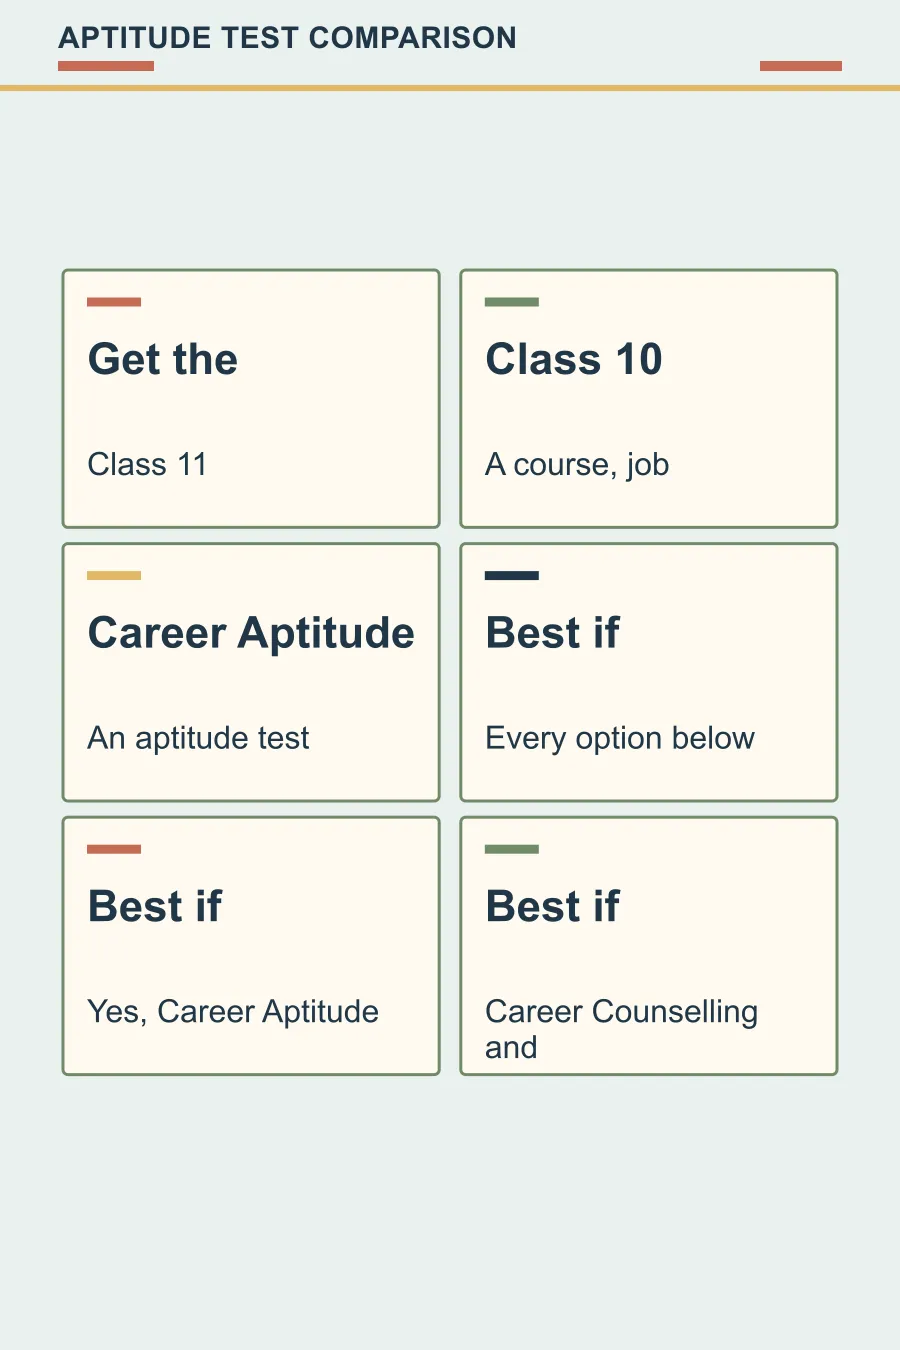 APTITUDE TEST COMPARISON
Get the
Class 11
Class 10
A course, job
Career Aptitude
An aptitude test
Best if
Every option below
Best if
Yes, Career Aptitude
Best if
Career Counselling
and